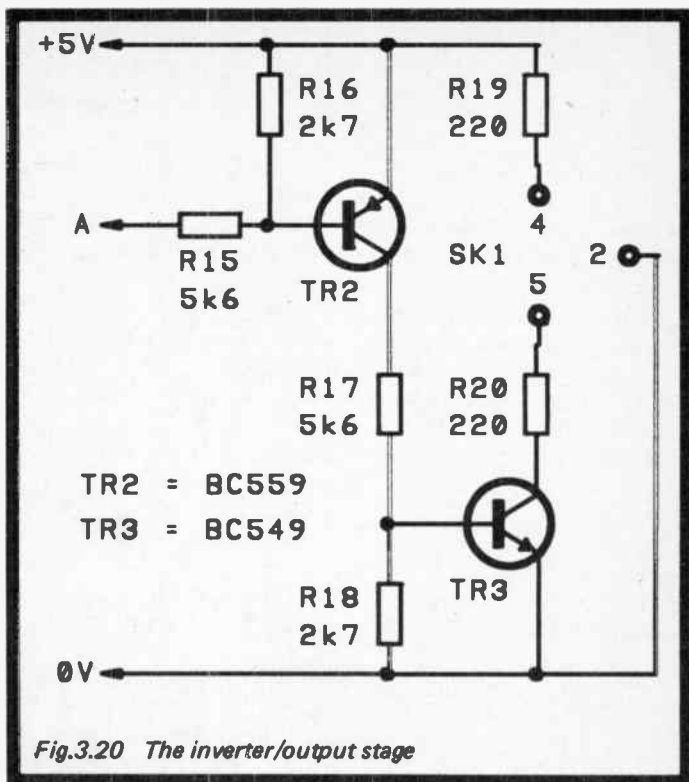 +5V
R16
2k7
R19
220
A
R15
5k6
TR2
4
SK1
2
5
R17
5k6
R20
220
TR2 = BC559
TR3 = BC549
R18
2k7
TR3
0V
Fig.3.20 The inverter/output stage